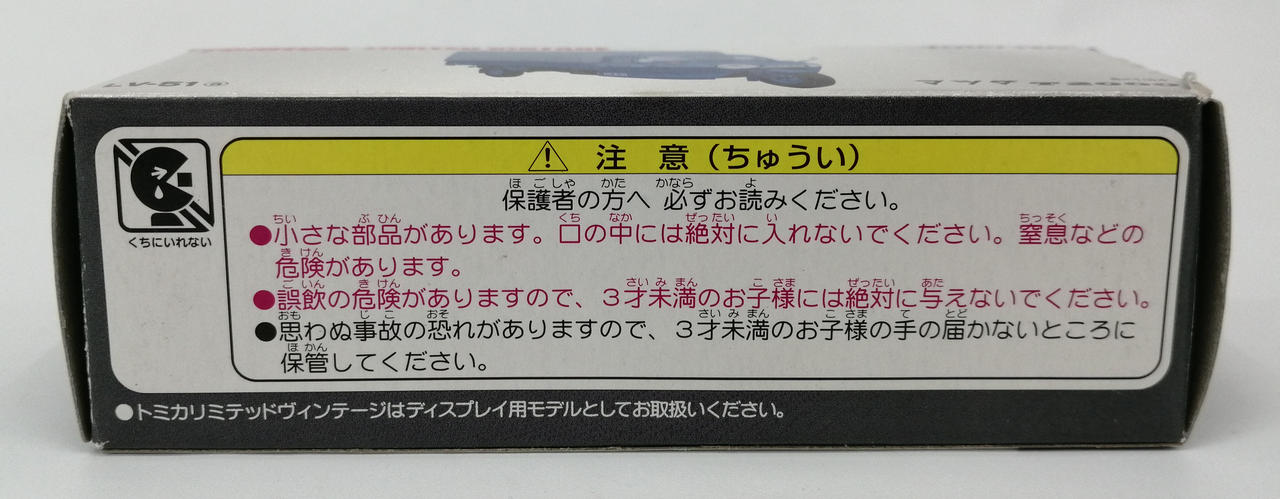 LV-51
くちにいれない
⚠ 注 意（ちゅうい）
保護者の方へ 必ずお読みください。
●小さな部品があります。口の中には絶対に入れないでください。窒息などの
危険があります。
●誤飲の危険がありますので、３才未満のお子様には絶対に与えないでください。
●思わぬ事故の恐れがありますので、３才未満のお子様の手の届かないところに
保管してください。
●トミカリミテッドヴィンテージはディスプレイ用モデルとしてお取扱いください。